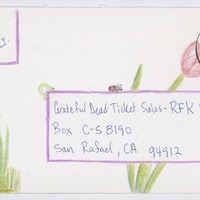 Grateful Dead Ticket Sales - RFK
Box C-S 8190
San Rafael, CA 94912